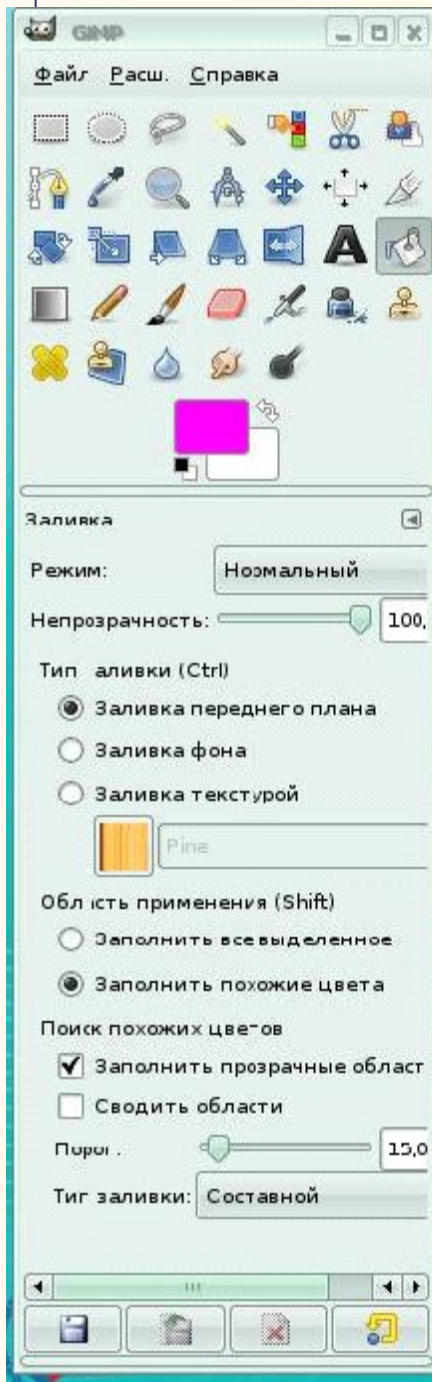 GIMP
Файл Расш. Справка
Заливка
Режим: Нормальный
Непрозрачность: 100,
Тип аливки (Ctrl)
Заливка переднего плана
Заливка фона
Заливка текстурой
Pine
Область применения (Shift)
Заполнить все выделенное
Заполнить похожие цвета
Поиск похожих цветов
Заполнить прозрачные област
Сводить области
Порог: 15,0
Тип заливки: Составной